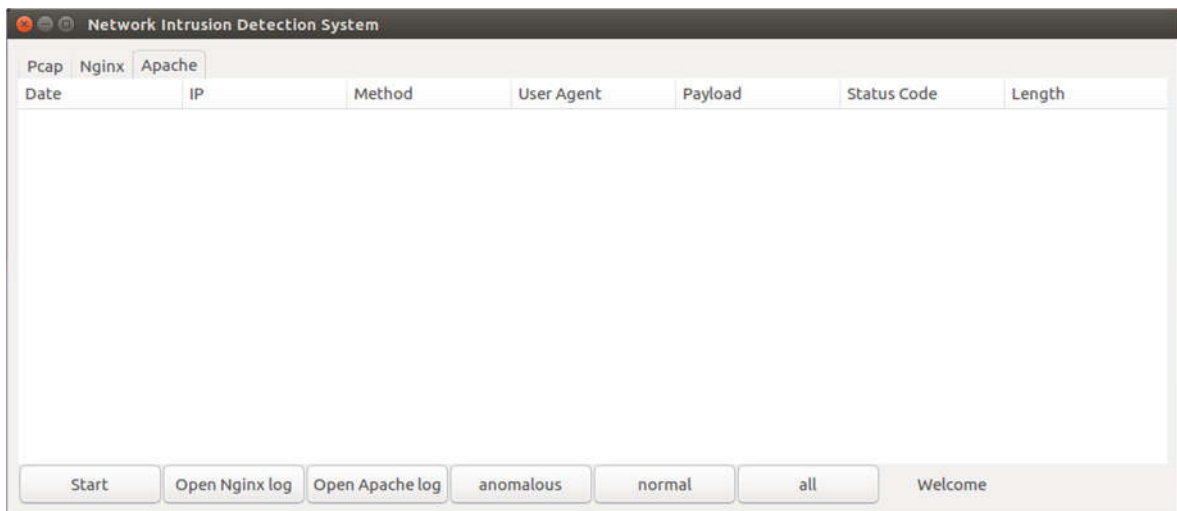 Network Intrusion Detection System
Pcap Nginx Apache
Date IP Method User Agent Payload Status Code Length
Start Open Nginx log Open Apache log anomalous normal all Welcome